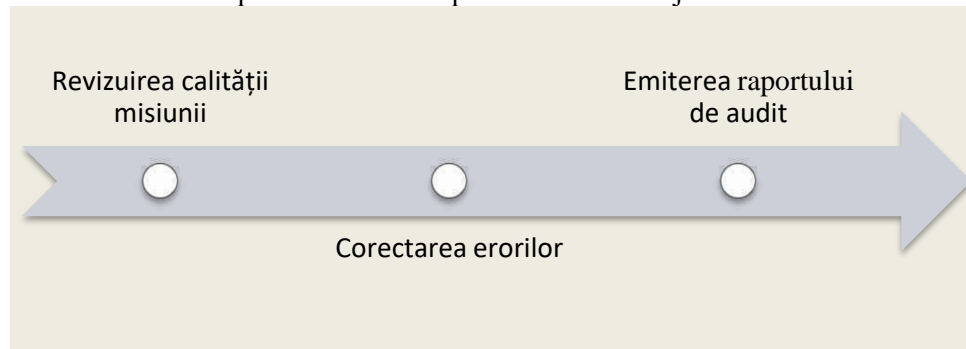 Revizuirea calității
misiunii
Emiterea raportului
de audit
Corectarea erorilor